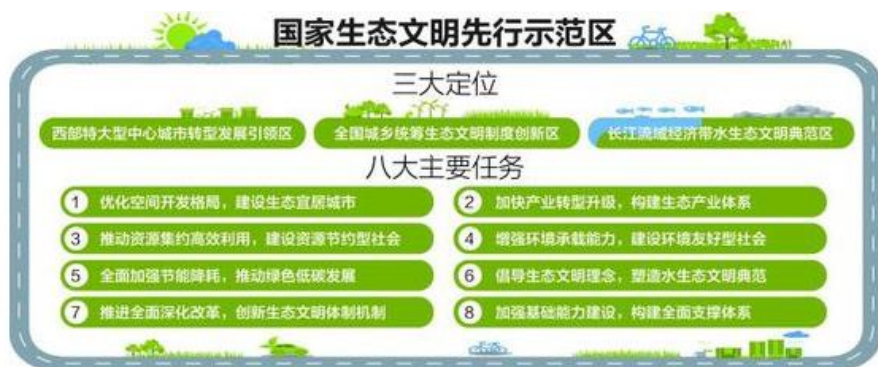 国家生态文明先行示范区
三大定位
西部特大型中心城市转型发展引领区
全国城乡统筹生态文明制度创新区
长江流域经济带水生态文明典范区
八大主要任务
1 优化空间开发格局，建设生态宜居城市
2 加快产业转型升级，构建生态产业体系
3 推动资源集约高效利用，建设资源节约型社会
4 增强环境承载能力，建设环境友好型社会
5 全面加强节能降耗，推动绿色低碳发展
6 倡导生态文明理念，塑造水生态文明典范
7 推进全面深化改革，创新生态文明体制机制
8 加强基础能力建设，构建全面支撑体系